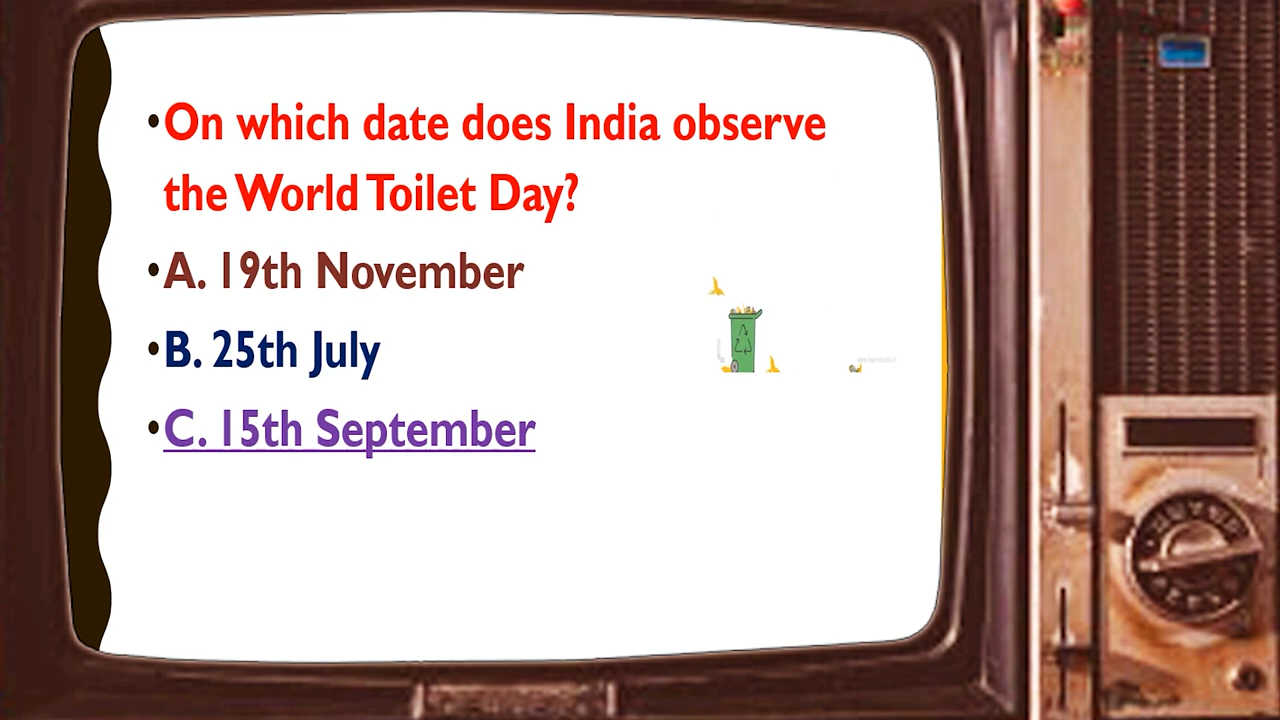 •On which date does India observe
the World Toilet Day?
•A. 19th November
•B. 25th July
•C. 15th September